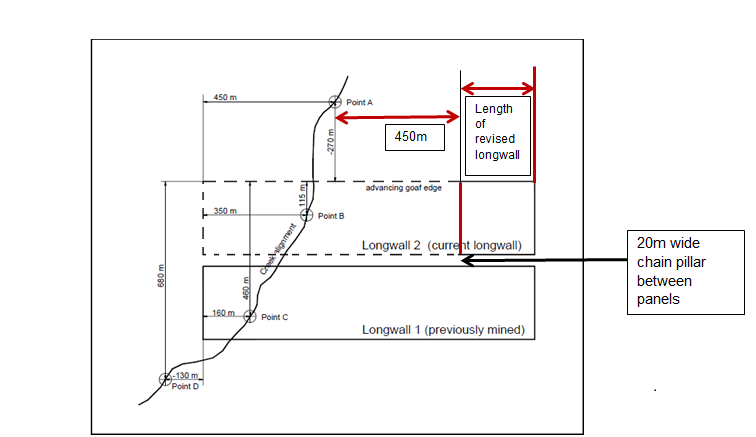 450 m
Point A
-270 m
450m
Length
of
revised
longwall
advancing goaf edge
115 m
350 m
Point B
Creek alignment
Longwall 2 (current longwall)
680 m
460 m
160 m
Point C
Longwall 1 (previously mined)
-130 m
Point D
20m wide
chain pillar
between
panels